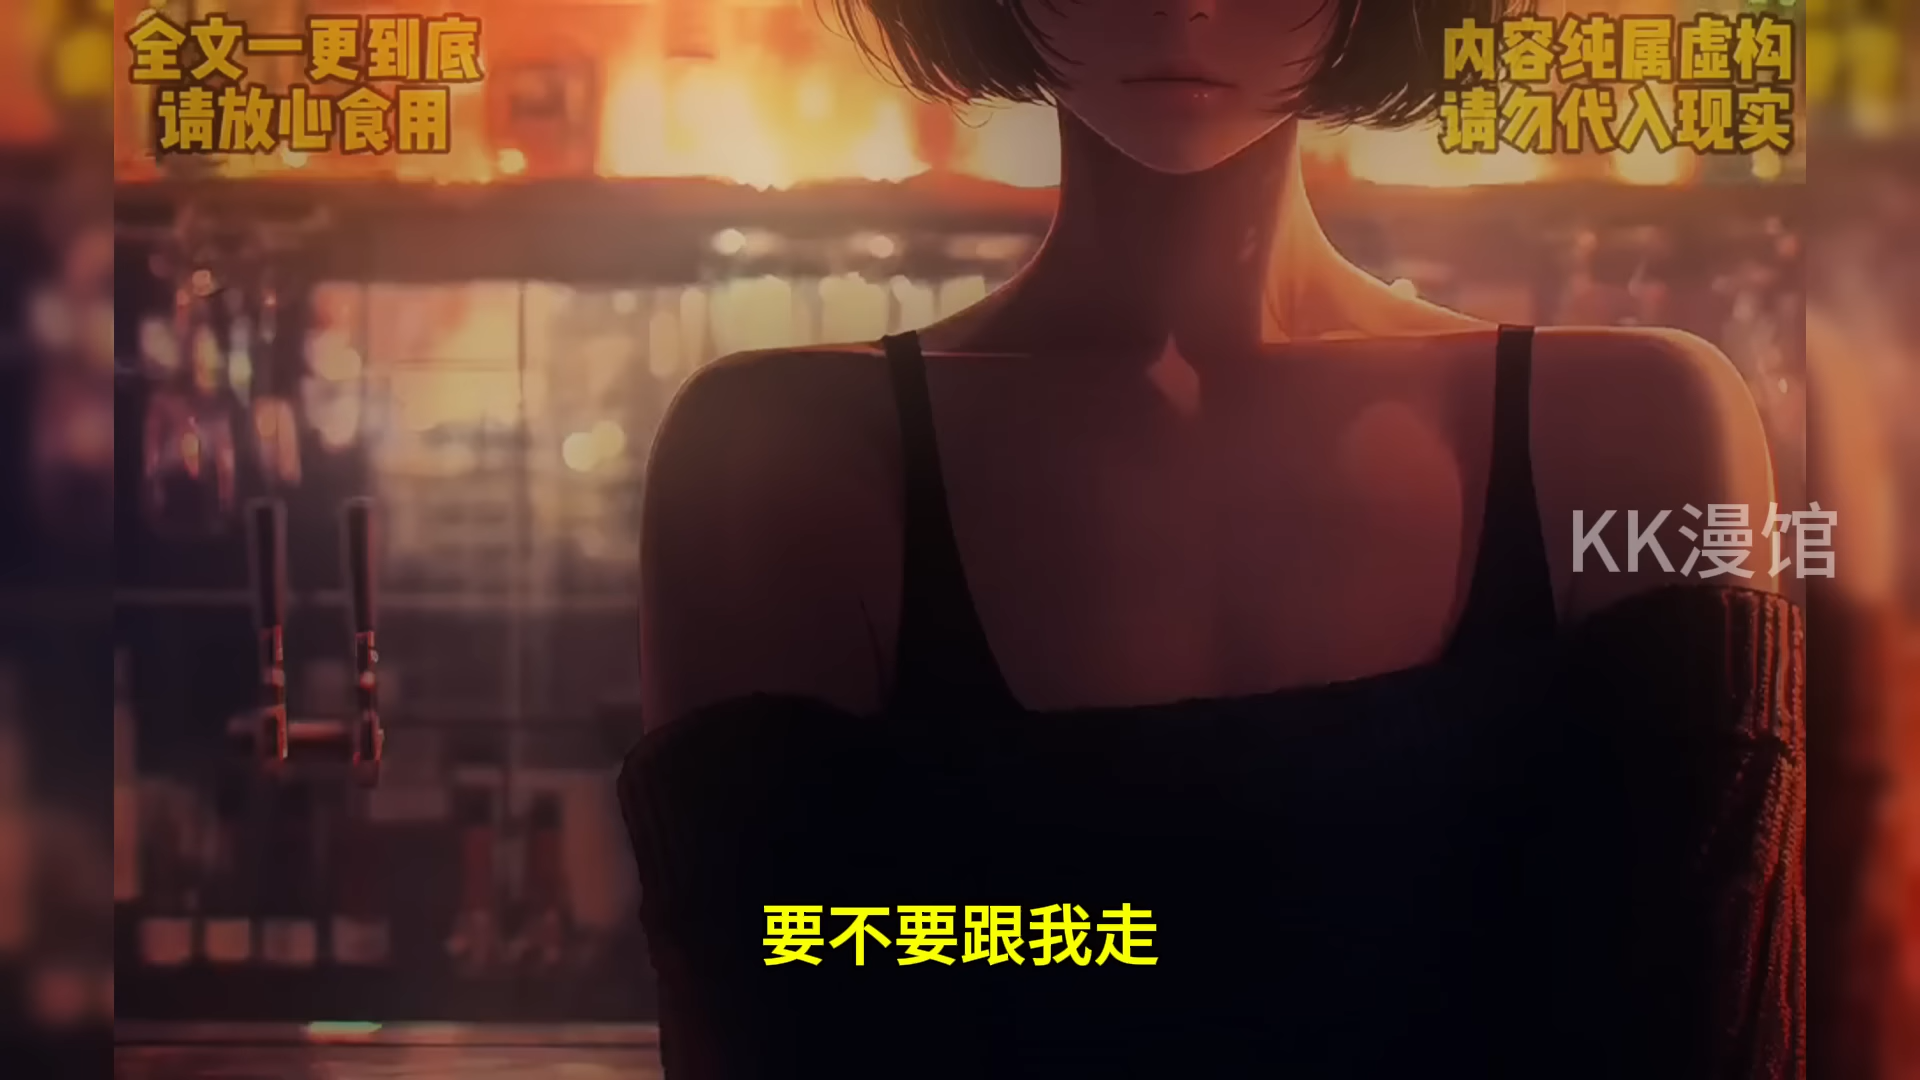 全文一更到底
请放心食用
内容纯属虚构
请勿代入现实
KK漫馆
要不要跟我走